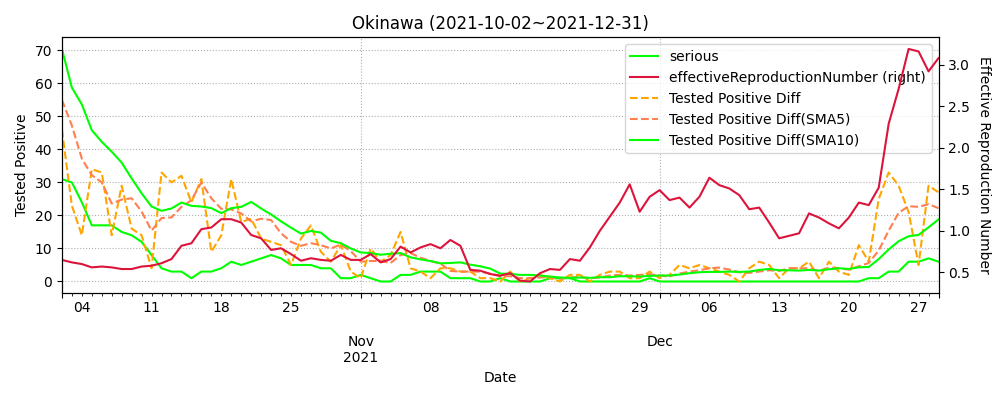 Okinawa (2021-10-02~2021-12-31)
serious
effectiveReproductionNumber (right)
Tested Positive Diff
Tested Positive Diff(SMA5)
Tested Positive Diff(SMA10)
Tested Positive
70
60
50
40
30
20
10
0
3.0
2.5
2.0
1.5
1.0
0.5
Effective Reproduction Number
04 11 18 25 08 15 22 29 06 13 20 27
Nov Dec
2021
Date